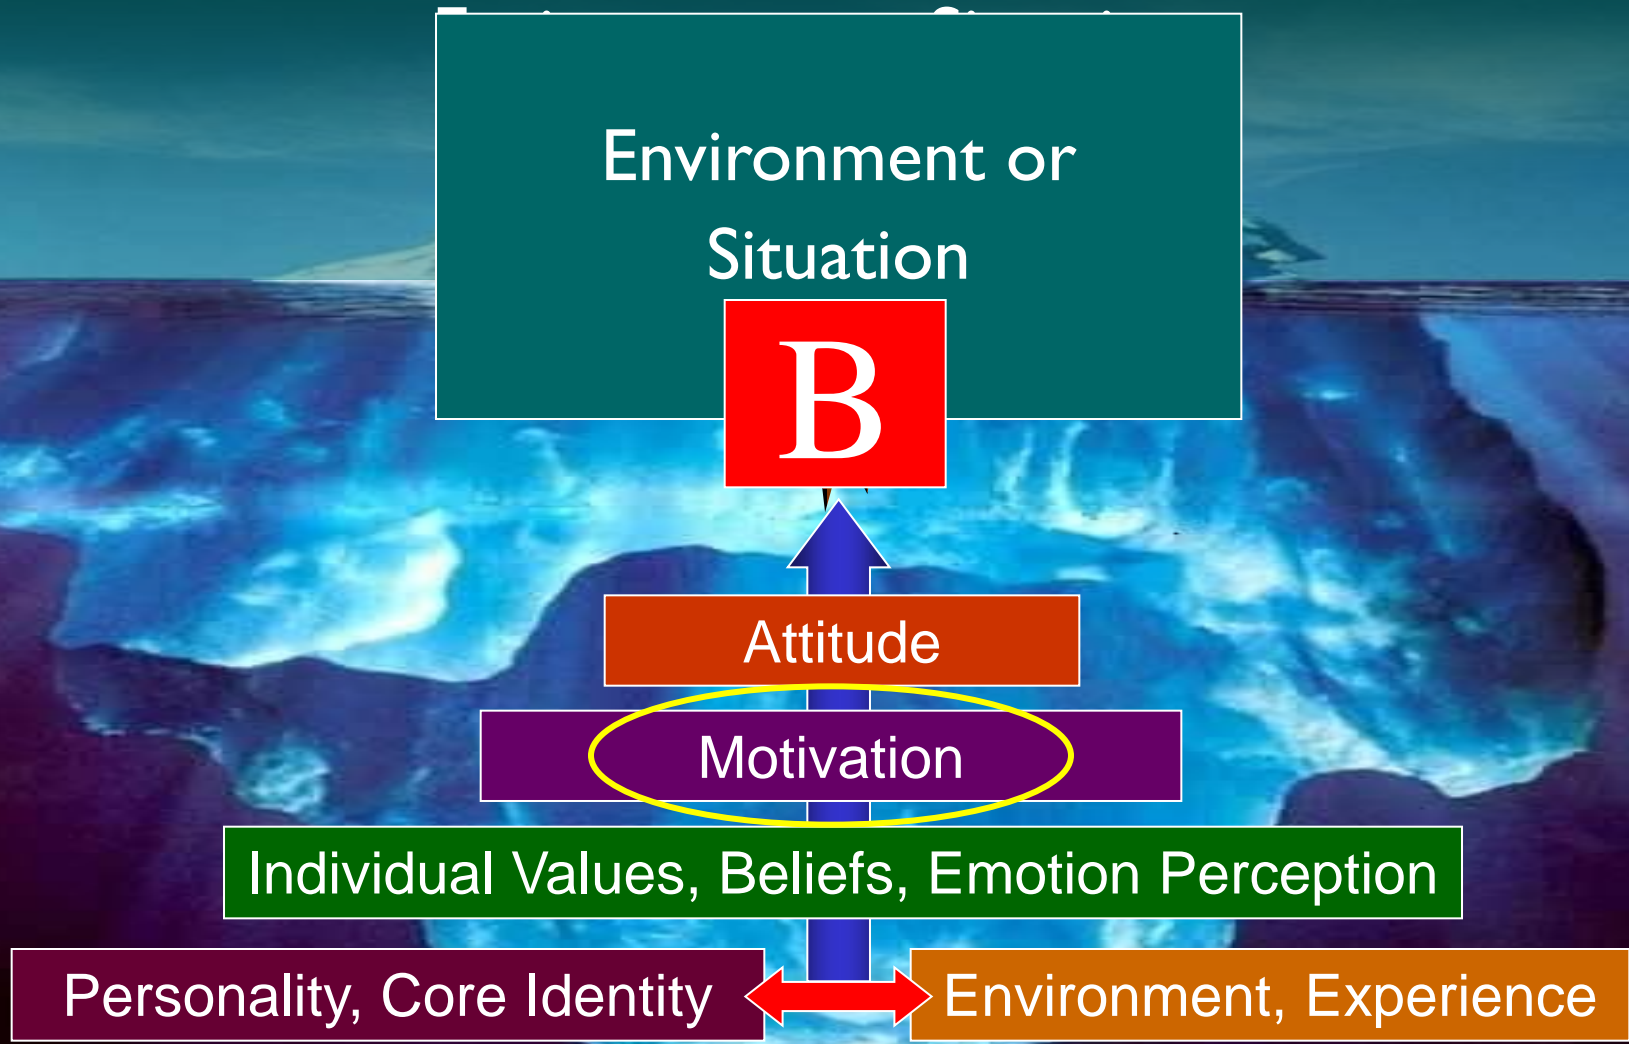 Environment or
Situation
B
Attitude
Motivation
Individual Values, Beliefs, Emotion Perception
Personality, Core Identity
Environment, Experience